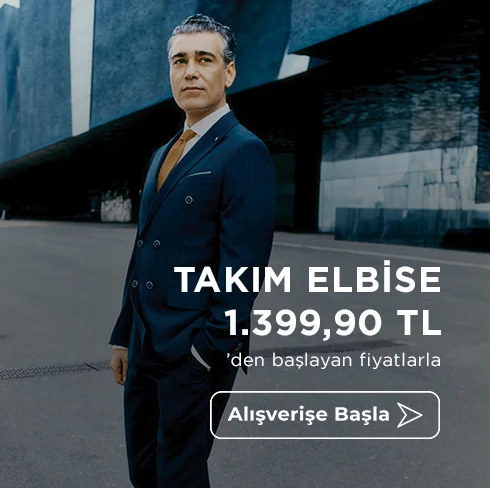 TAKIM ELBİSE
1.399,90 TL
’den başlayan fiyatlarla
Alışverişe Başla